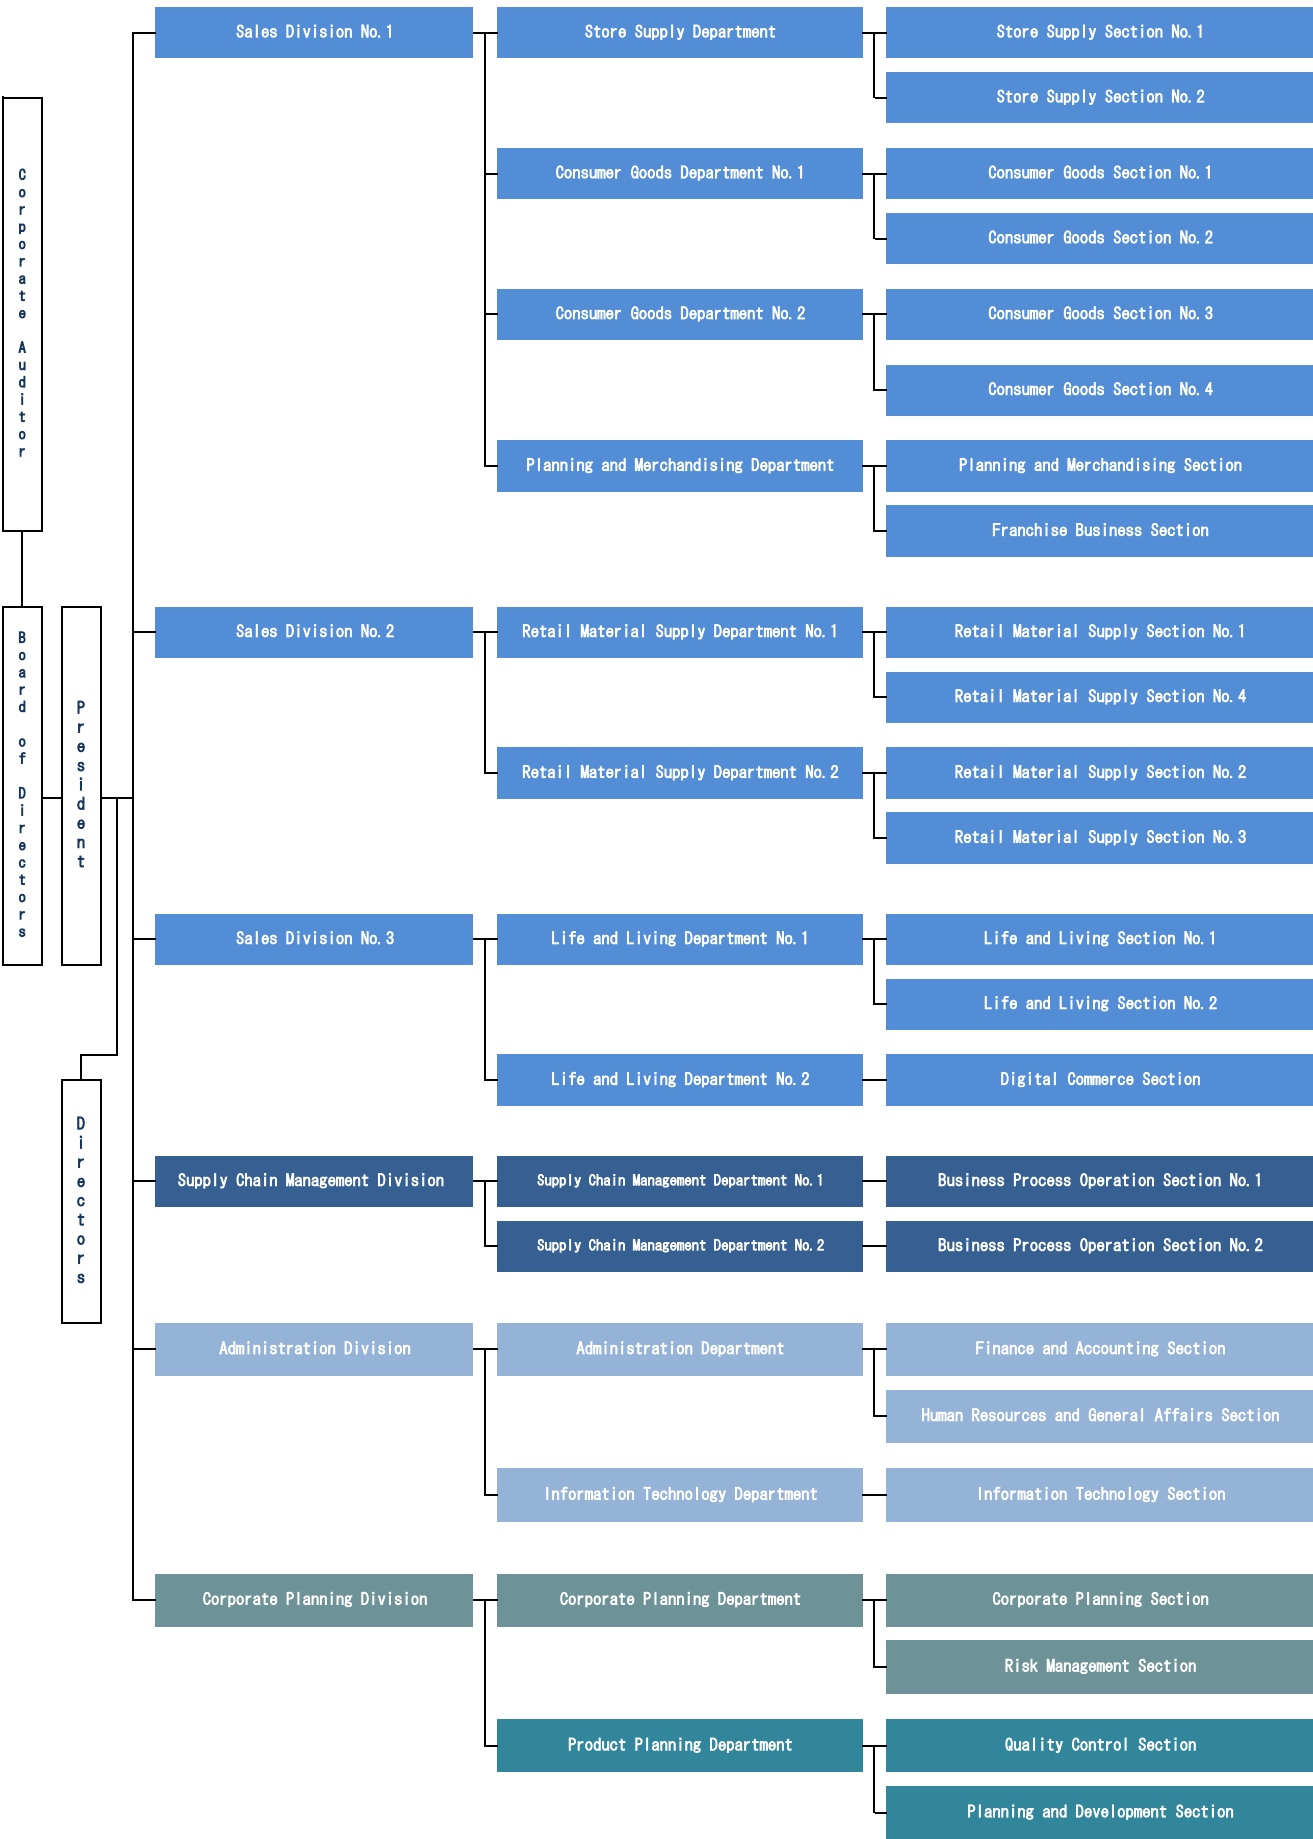 Corporate Auditor
Board of Directors
President
Directors
Sales Division No.1
Store Supply Department
Store Supply Section No.1
Store Supply Section No.2
Consumer Goods Department No.1
Consumer Goods Section No.1
Consumer Goods Section No.2
Consumer Goods Department No.2
Consumer Goods Section No.3
Consumer Goods Section No.4
Planning and Merchandising Department
Planning and Merchandising Section
Franchise Business Section
Sales Division No.2
Retail Material Supply Department No.1
Retail Material Supply Section No.1
Retail Material Supply Section No.4
Retail Material Supply Department No.2
Retail Material Supply Section No.2
Retail Material Supply Section No.3
Sales Division No.3
Life and Living Department No.1
Life and Living Section No.1
Life and Living Section No.2
Life and Living Department No.2
Digital Commerce Section
Supply Chain Management Division
Supply Chain Management Department No.1
Business Process Operation Section No.1
Supply Chain Management Department No.2
Business Process Operation Section No.2
Administration Division
Administration Department
Finance and Accounting Section
Human Resources and General Affairs Section
Information Technology Department
Information Technology Section
Corporate Planning Division
Corporate Planning Department
Corporate Planning Section
Risk Management Section
Product Planning Department
Quality Control Section
Planning and Development Section